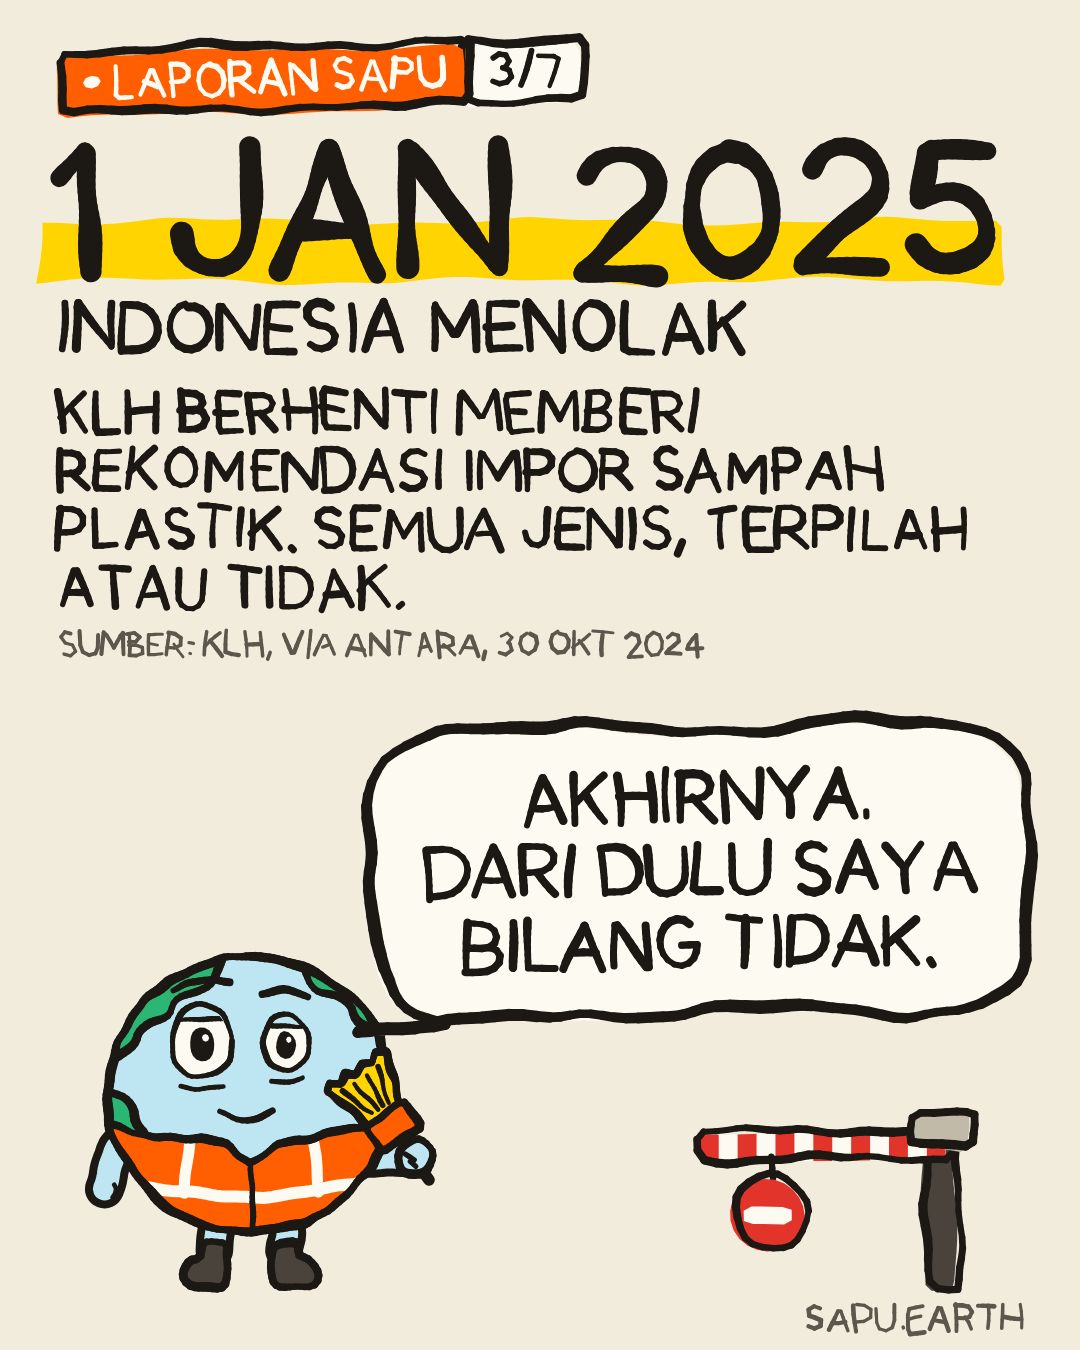 • LAPORAN SAPU 3/7
1 JAN 2025
INDONESIA MENOLAK
KLH BERHENTI MEMBERI
REKOMENDASI IMPOR SAMPAH
PLASTIK. SEMUA JENIS, TERPILAH
ATAU TIDAK.
SUMBER: KLH, VIA ANTARA, 30 OKT 2024
AKHIRNYA.
DARI DULU SAYA
BILANG TIDAK.
SAPU.EARTH